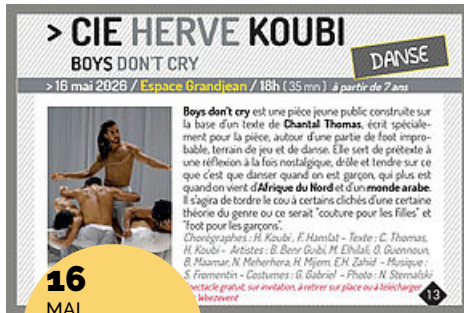 > CIE HERVE KOUBI
BOYS DON'T CRY
DANSE
> 16 mai 2026 / Espace Grandjean / 18h (35 mn) à partir de 7 ans
Boys don't cry est une pièce jeune public construite sur
la base d'un texte de Chantal Thomas, écrit spéciale-
ment pour la pièce, autour d'une partie de foot impro-
bable, terrain de jeu et de danse. Elle sert de prétexte à
une réflexion à la fois nostalgique, drôle et tendre sur ce
que c'est que danser quand on est garçon, qui plus est
quand on vient d'Afrique du Nord et d'un monde arabe.
Il s'agira de tordre le cou à certains clichés d'une certaine
théorie du genre ou ce serait "couture pour les filles" et
"foot pour les garçons".
Chorégraphes : H. Koubi, F. Hamlat - Texte : C. Thomas,
H. Koubi - Artistes : B. Benr Guibi, M. Elhilali, O. Guennoun,
B. Maamar, N. Mehenhera, H. Mjiem, E.H. Zahid - Musique :
S. Fromentin - Costumes : G. Gabriel - Photo : N. Sternalski
spectacle gratuit, sur invitation, à retirer sur place ou à télécharger
Weezevent
13
16
MAI